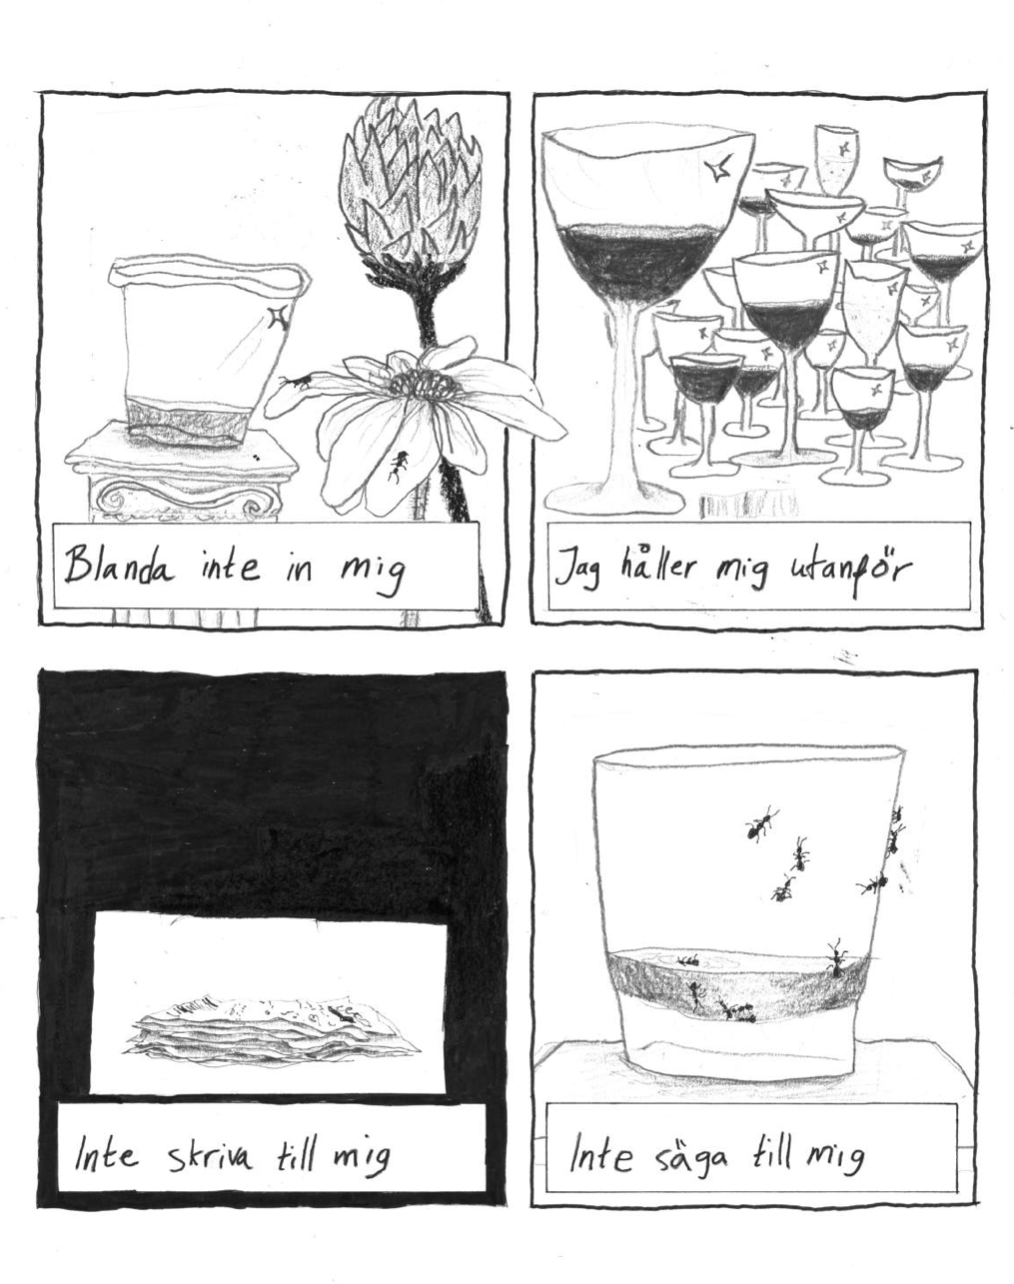 Blanda inte in mig
Jag håller mig utanför
Inte skriva till mig
Inte säga till mig